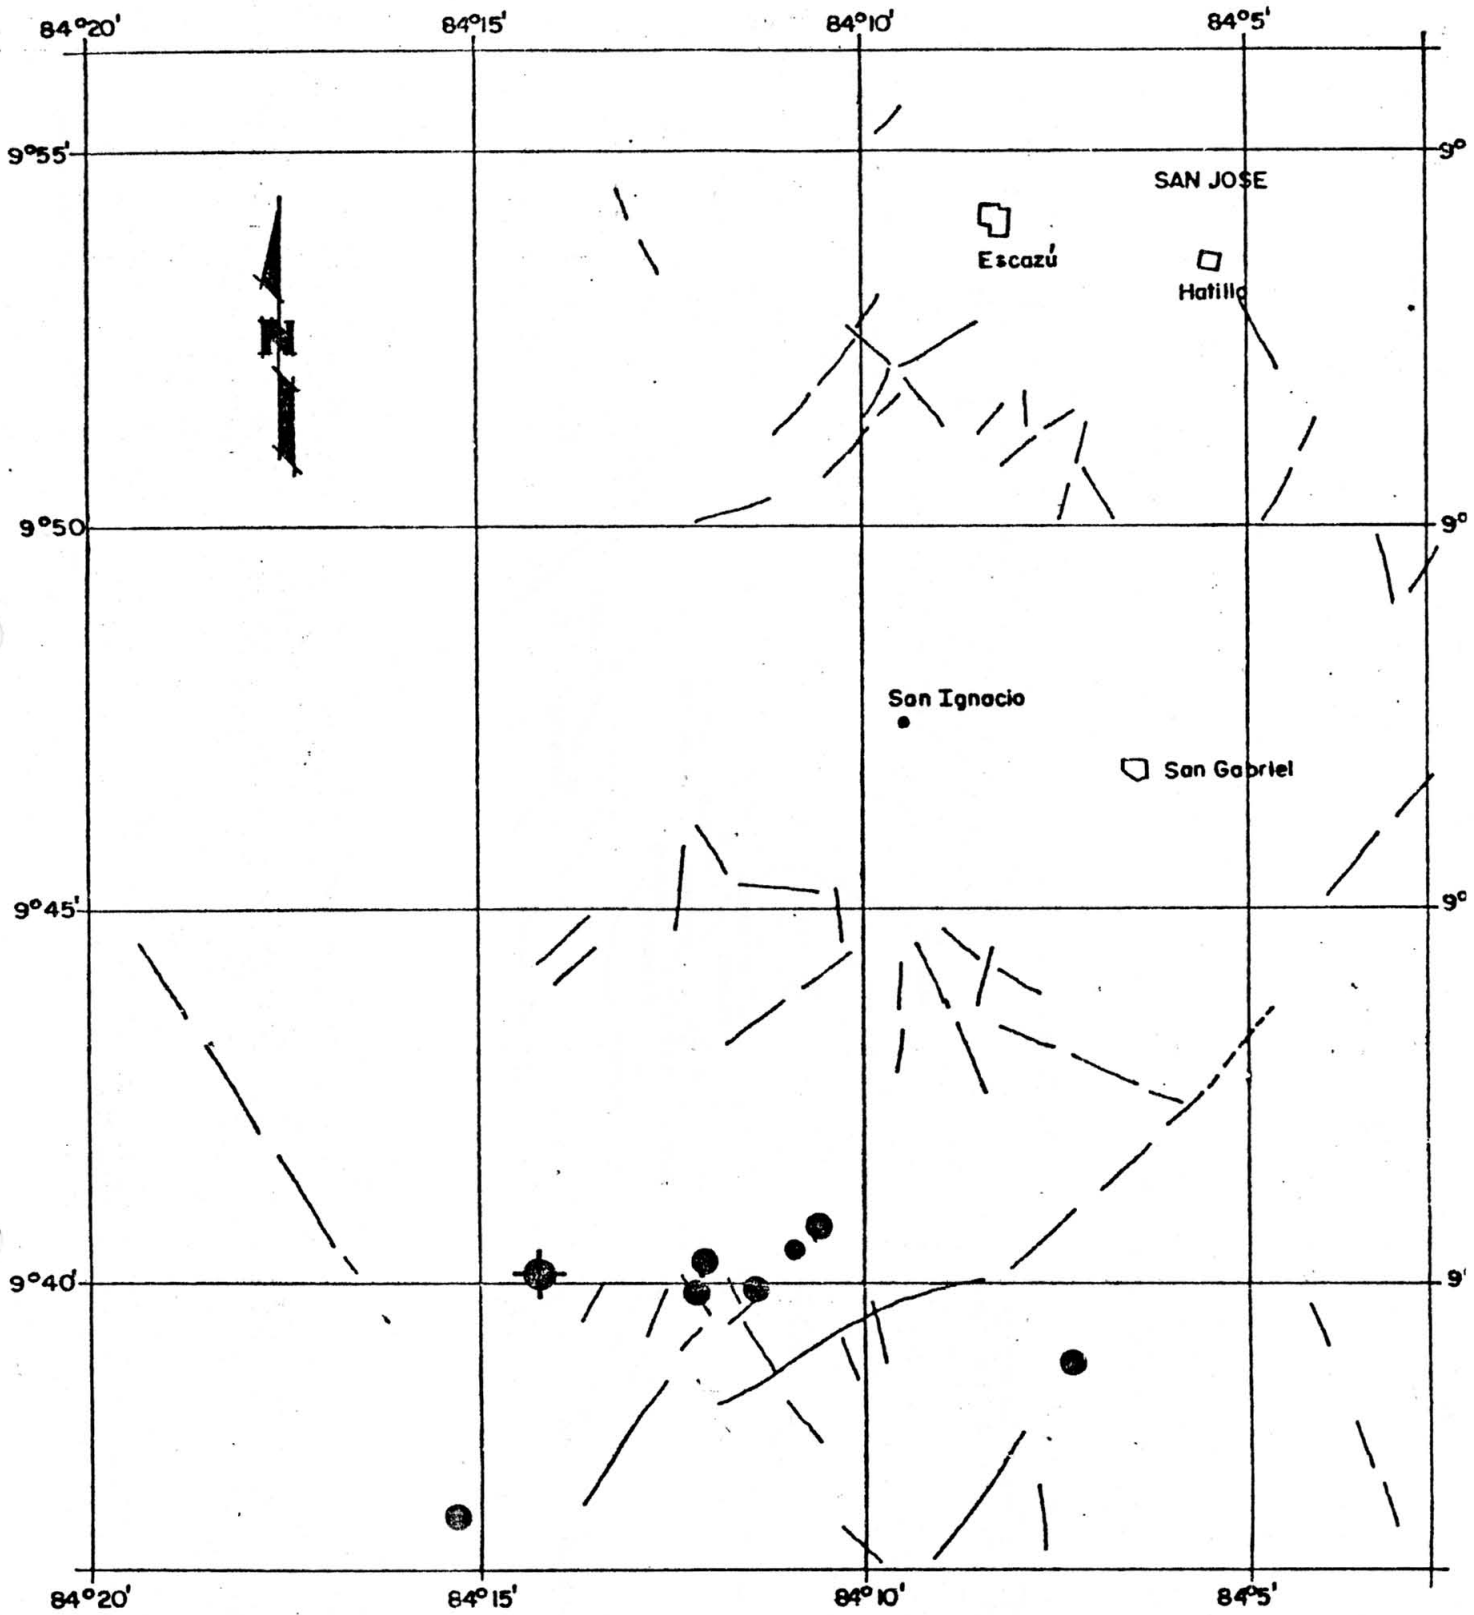 84°20' 84°15' 84°10' 84°5'
9°55' 9°
SAN JOSE
Escazú
Hatillo
N
9°50 9°
San Ignacio
San Gabriel
9°45' 9°
9°40' 9'
84°20' 84°15' 84°10' 84°5'